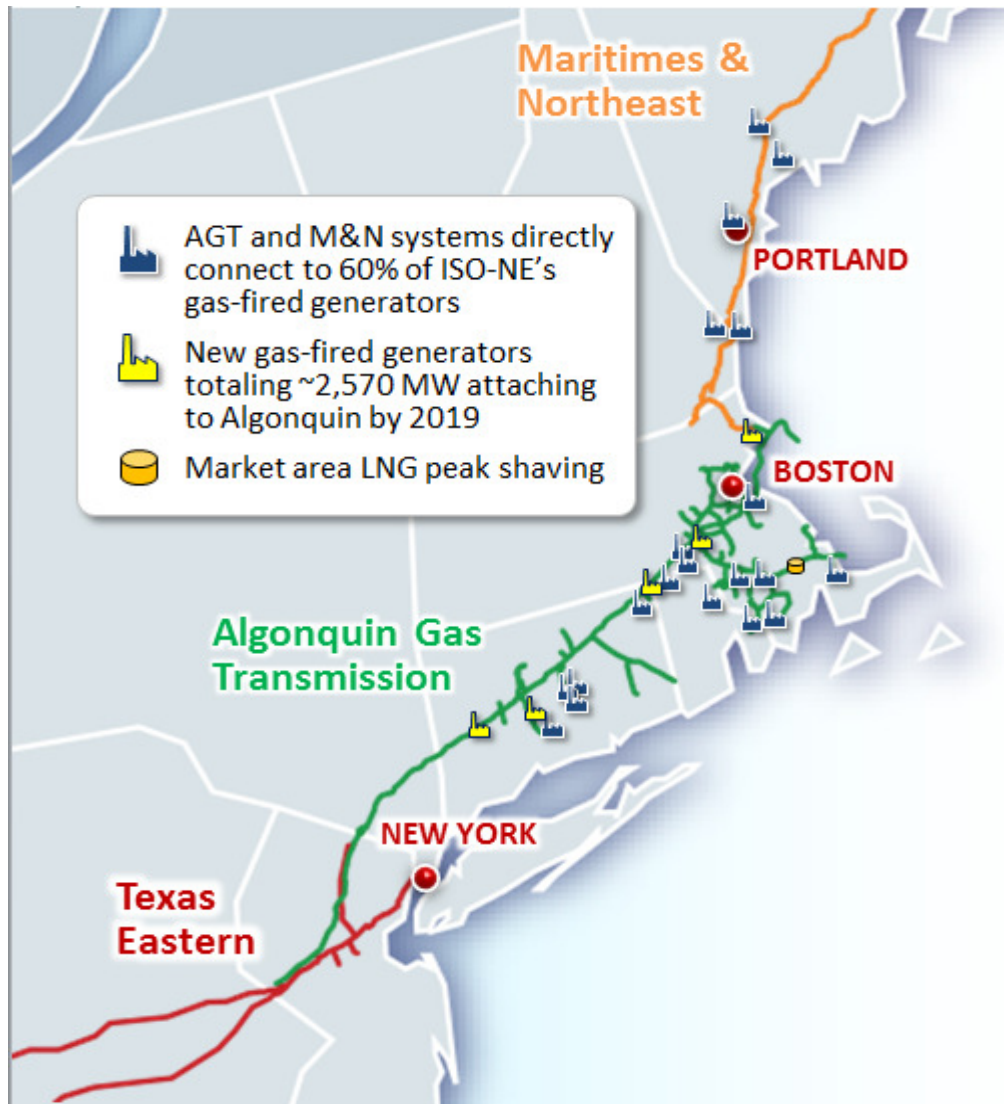 Maritimes &
Northeast
AGT and M&N systems directly
connect to 60% of ISO-NE's
gas-fired generators
New gas-fired generators
totaling ~2,570 MW attaching
to Algonquin by 2019
Market area LNG peak shaving
PORTLAND
BOSTON
Algonquin Gas
Transmission
NEW YORK
Texas
Eastern